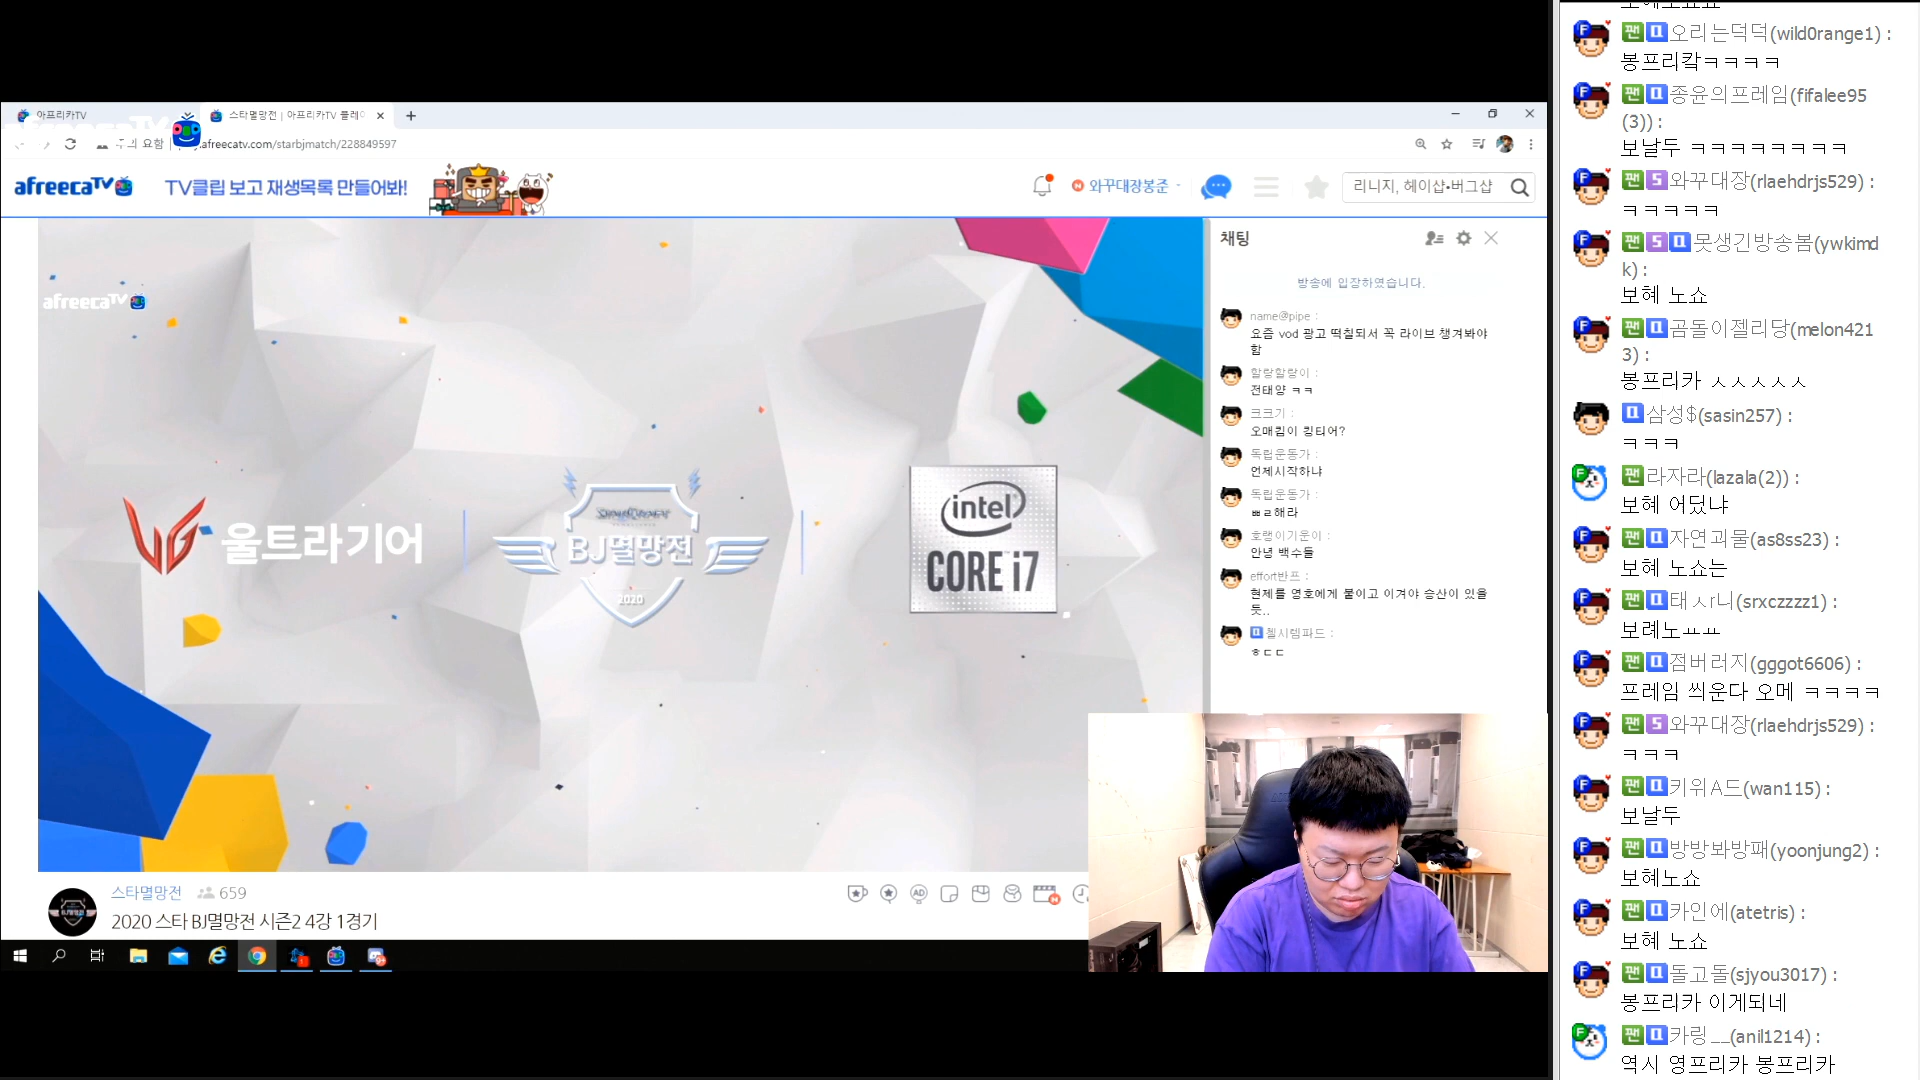 아프리카TV
스타멸망전 | 아프리카TV 플레이
afreecatv.com/starbjmatch/228849597
afreecaTV
TV클립 보고 재생목록 만들어봐!
와꾸대장봉준
리니지, 헤이샵•버그샵
afreecaTV
울트라기어
BJ멸망전
2020
intel
CORE i7
스타멸망전
659
2020 스타 BJ멸망전 시즌2 4강 1경기
채팅
방송에 입장하였습니다.
name@pipe :
요즘 vod 광고 떡칠되서 꼭 라이브 챙겨봐야
함
할랑할랑이 :
전태양 ㅋㅋ
크크기 :
오매킴이 킹티어?
독립운동가 :
언제시작하냐
독립운동가 :
ㅃㄹ해라
호랭이기운이 :
안녕 백수들
effort반프 :
현제를 영호에게 붙이고 이겨야 승산이 있을
듯..
첼시템파드 :
ㅎㄷㄷ
오리는덕덕(wild0range1) :
봉프리캌ㅋㅋㅋㅋ
종윤의프레임(fifalee95
(3)) :
보날두 ㅋㅋㅋㅋㅋㅋㅋㅋ
와꾸대장(rlaehdrjs529) :
ㅋㅋㅋㅋㅋ
못생긴방송봄(ywkimd
k) :
보혜 노쇼
곰돌이젤리당(melon421
3) :
봉프리카 ㅅㅅㅅㅅㅅ
삼성$(sasin257) :
ㅋㅋㅋ
라자라(lazala(2)) :
보혜 어딨냐
자연괴물(as8ss23) :
보혜 노쇼는
태ㅅr니(srxczzzz1) :
보례노ㅛㅛ
점버러지(gggot6606) :
프레임 씌운다 오메 ㅋㅋㅋㅋ
와꾸대장(rlaehdrjs529) :
ㅋㅋㅋ
키위A드(wan115) :
보날두
방방봐방패(yoonjung2) :
보혜노쇼
카인에(atetris) :
보혜 노쇼
돌고돌(sjyou3017) :
봉프리카 이게되네
카링__(anil1214) :
역시 영프리카 봉프리카